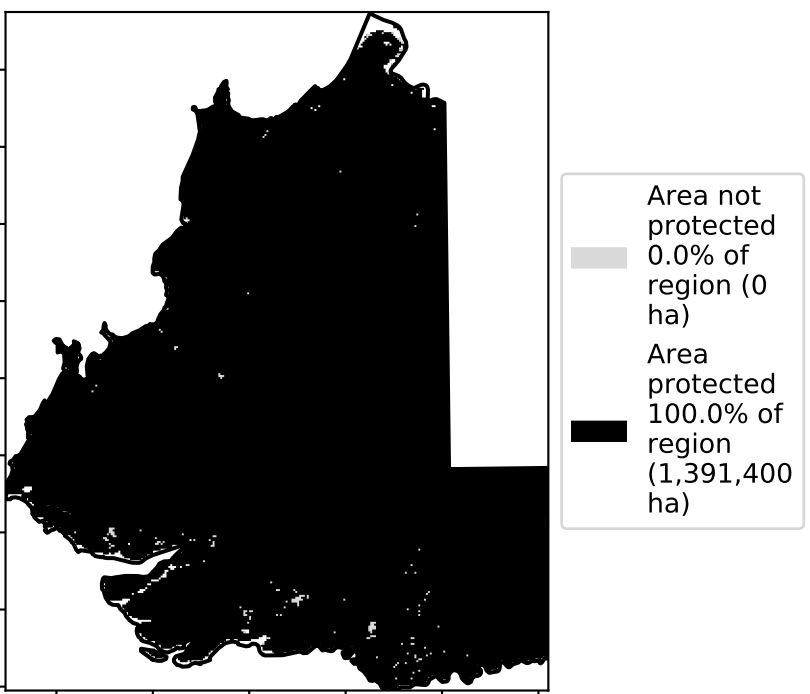 Area not
protected
0.0% of
region (0
ha)
Area
protected
100.0% of
region
(1,391,400
ha)